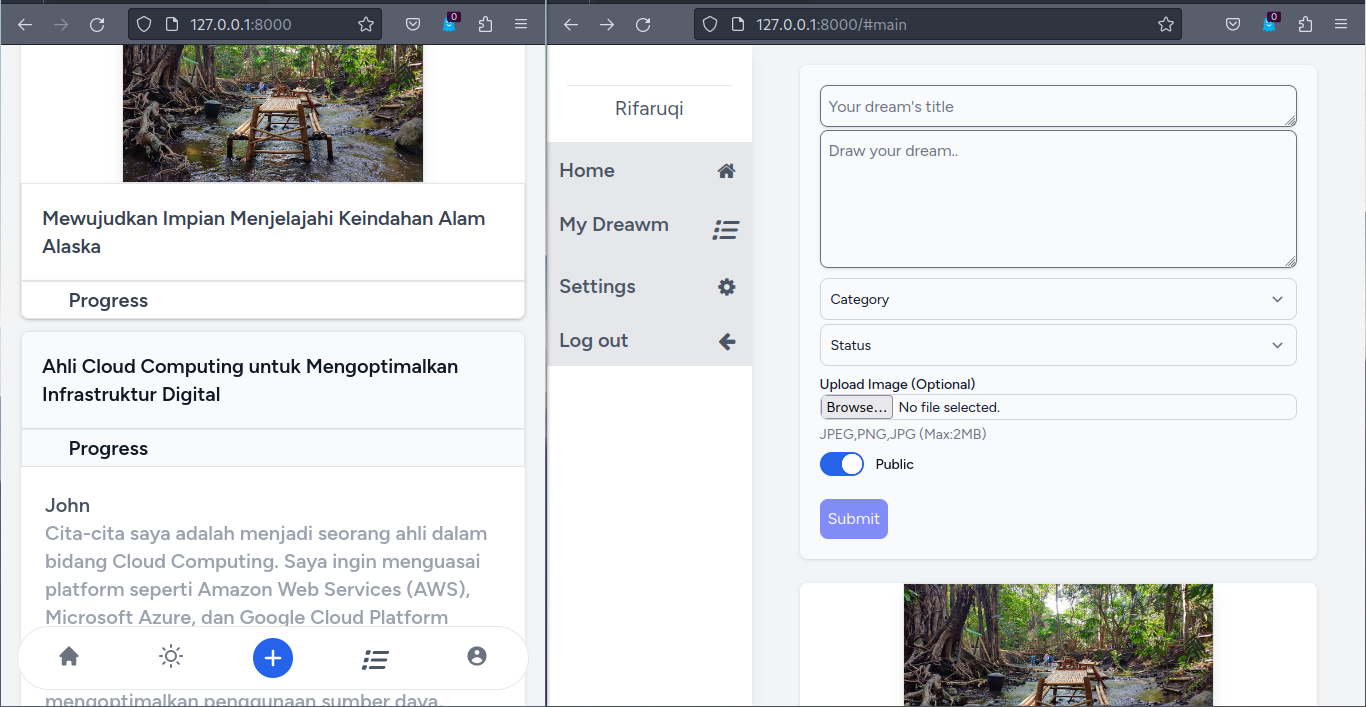 127.0.0.1:8000
0
Mewujudkan Impian Menjelajahi Keindahan Alam
Alaska
Progress
Ahli Cloud Computing untuk Mengoptimalkan
Infrastruktur Digital
Progress
John
Cita-cita saya adalah menjadi seorang ahli dalam
bidang Cloud Computing. Saya ingin menguasai
platform seperti Amazon Web Services (AWS),
Microsoft Azure, dan Google Cloud Platform
mengoptimalkan penggunaan sumber daya.
127.0.0.1:8000/#main
0
Rifaruqi
Home
My Dreawm
Settings
Log out
Your dream's title
Draw your dream..
Category
Status
Upload Image (Optional)
Browse... No file selected.
JPEG,PNG,JPG (Max:2MB)
Public
Submit